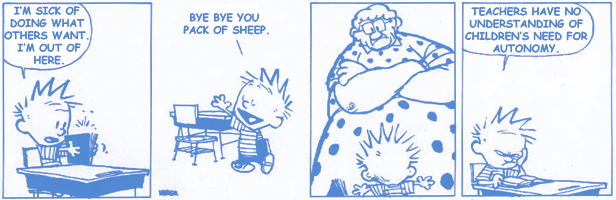 I'M SICK OF
DOING WHAT
OTHERS WANT.
I'M OUT OF
HERE.
BYE BYE YOU
PACK OF SHEEP.
TEACHERS HAVE NO
UNDERSTANDING OF
CHILDREN'S NEED FOR
AUTONOMY.